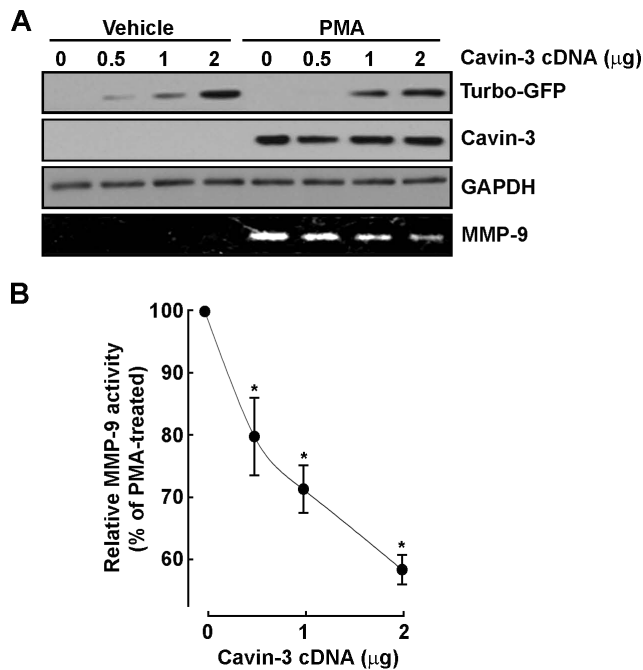 A
Vehicle PMA
0 0.5 1 2 0 0.5 1 2 Cavin-3 cDNA (μg)
Turbo-GFP
Cavin-3
GAPDH
MMP-9
B
Relative MMP-9 activity
(% of PMA-treated)
100
90
80
70
60
*
*
*
0 1 2
Cavin-3 cDNA (μg)